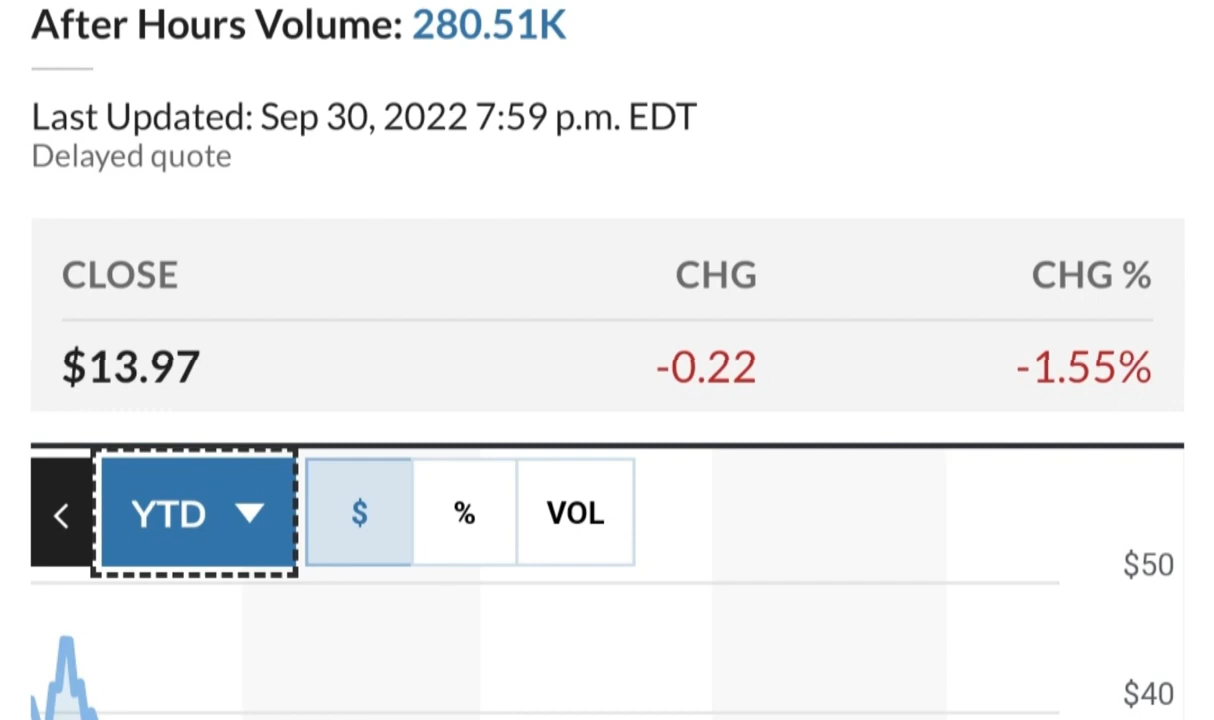 After Hours Volume: 280.51K
Last Updated: Sep 30, 2022 7:59 p.m. EDT
Delayed quote
CLOSE CHG CHG %
$13.97 -0.22 -1.55%
YTD $ % VOL
$50
$40